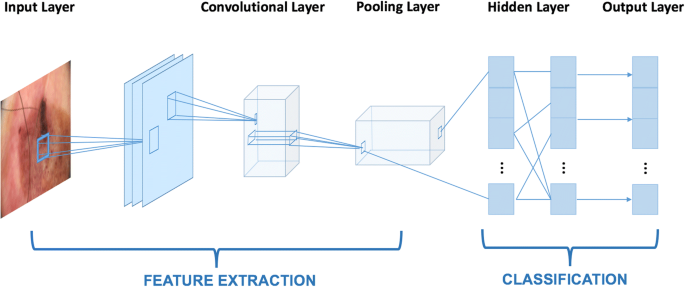 Input Layer
Convolutional Layer
Pooling Layer
Hidden Layer
Output Layer
FEATURE EXTRACTION
CLASSIFICATION